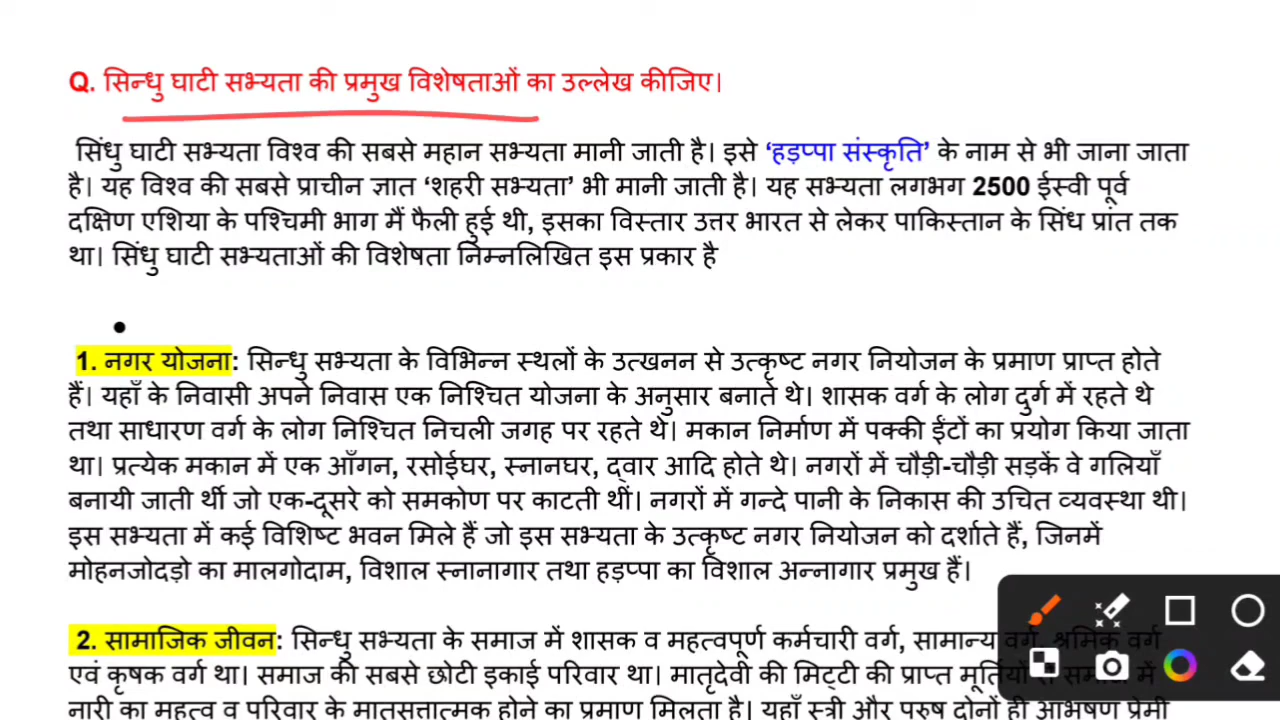 Q. सिन्धु घाटी सभ्यता की प्रमुख विशेषताओं का उल्लेख कीजिए।
सिंधु घाटी सभ्यता विश्व की सबसे महान सभ्यता मानी जाती है। इसे ‘हड़प्पा संस्कृति’ के नाम से भी जाना जाता
है। यह विश्व की सबसे प्राचीन ज्ञात ‘शहरी सभ्यता’ भी मानी जाती है। यह सभ्यता लगभग 2500 ईस्वी पूर्व
दक्षिण एशिया के पश्चिमी भाग मैं फैली हुई थी, इसका विस्तार उत्तर भारत से लेकर पाकिस्तान के सिंध प्रांत तक
था। सिंधु घाटी सभ्यताओं की विशेषता निम्नलिखित इस प्रकार है
1. नगर योजना: सिन्धु सभ्यता के विभिन्न स्थलों के उत्खनन से उत्कृष्ट नगर नियोजन के प्रमाण प्राप्त होते
हैं। यहाँ के निवासी अपने निवास एक निश्चित योजना के अनुसार बनाते थे। शासक वर्ग के लोग दुर्ग में रहते थे
तथा साधारण वर्ग के लोग निश्चित निचली जगह पर रहते थे। मकान निर्माण में पक्की ईंटों का प्रयोग किया जाता
था। प्रत्येक मकान में एक आँगन, रसोईघर, स्नानघर, द्वार आदि होते थे। नगरों में चौड़ी-चौड़ी सड़कें वे गलियाँ
बनायी जाती र्थी जो एक-दूसरे को समकोण पर काटती थीं। नगरों में गन्दे पानी के निकास की उचित व्यवस्था थी।
इस सभ्यता में कई विशिष्ट भवन मिले हैं जो इस सभ्यता के उत्कृष्ट नगर नियोजन को दर्शाते हैं, जिनमें
मोहनजोदड़ो का मालगोदाम, विशाल स्नानागार तथा हड़प्पा का विशाल अन्नागार प्रमुख हैं।
2. सामाजिक जीवन: सिन्धु सभ्यता के समाज में शासक व महत्वपूर्ण कर्मचारी वर्ग, सामान्य वर्ग, श्रमिक वर्ग
एवं कृषक वर्ग था। समाज की सबसे छोटी इकाई परिवार था। मातृदेवी की मिट्टी की प्राप्त मूर्तियों से समाज में
नारी का महत्व व परिवार के मातृसत्तात्मक होने का प्रमाण मिलता है। यहाँ स्त्री और पुरुष दोनों ही आभूषण प्रेमी